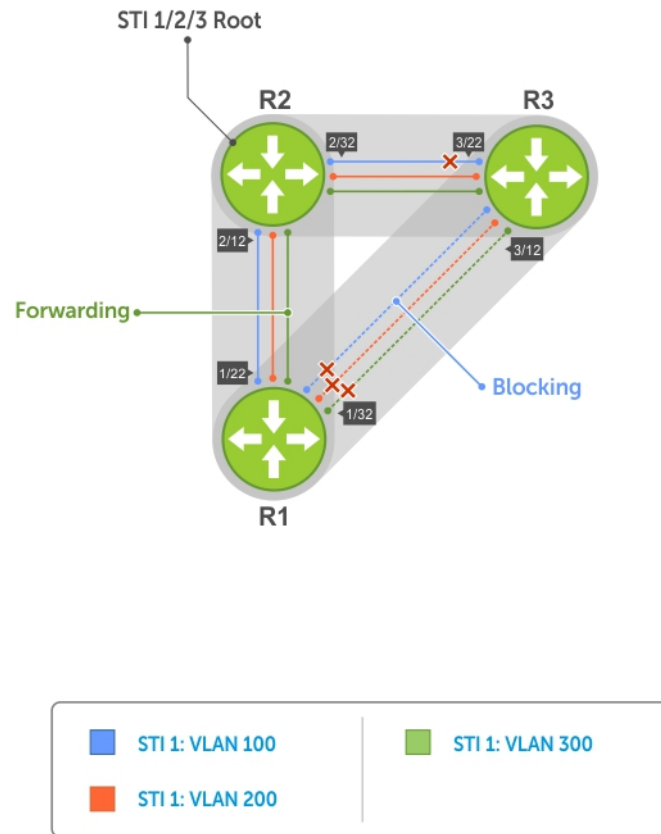 STI 1/2/3 Root
R2
R3
2/32
3/22
2/12
3/12
Forwarding
1/22
Blocking
1/32
R1
STI 1: VLAN 100
STI 1: VLAN 300
STI 1: VLAN 200